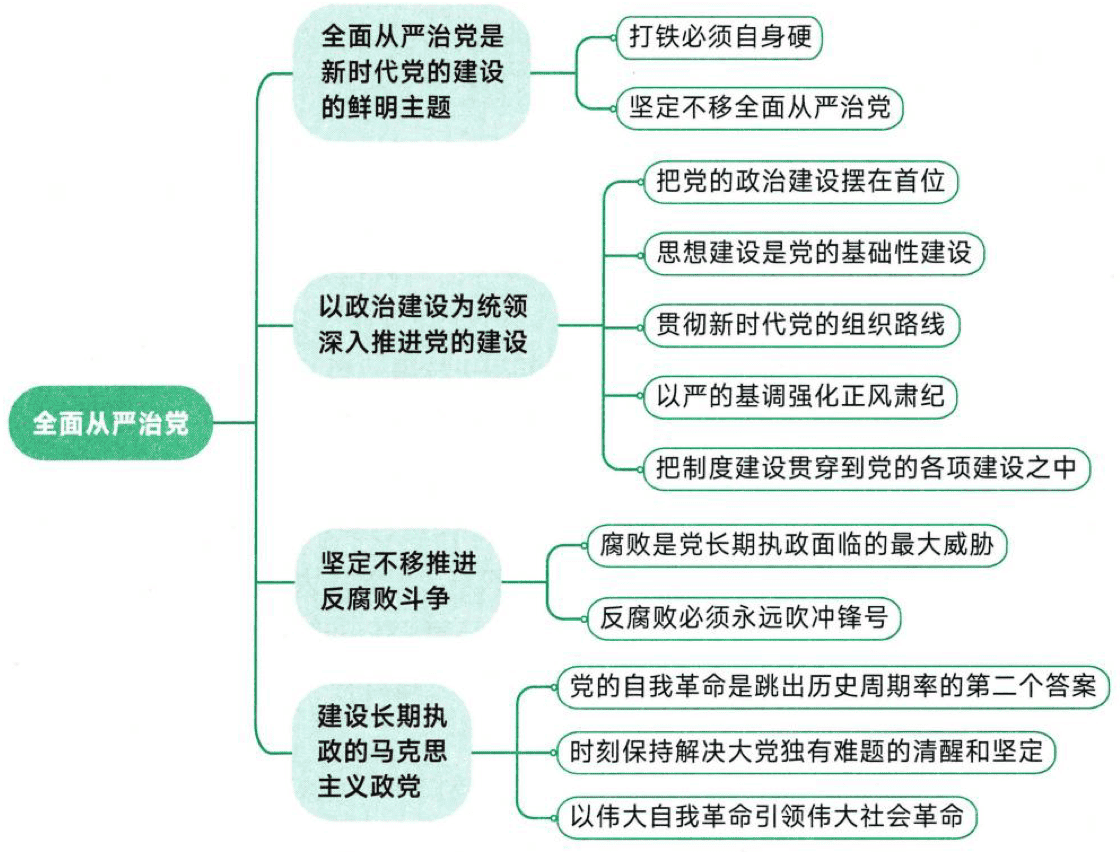 全面从严治党
全面从严治党是
新时代党的建设
的鲜明主题
打铁必须自身硬
坚定不移全面从严治党
以政治建设为统领
深入推进党的建设
把党的政治建设摆在首位
思想建设是党的基础性建设
贯彻新时代党的组织路线
以严的基调强化正风肃纪
把制度建设贯穿到党的各项建设之中
坚定不移推进
反腐败斗争
腐败是党长期执政面临的最大威胁
反腐败必须永远吹冲锋号
建设长期执
政的马克思
主义政党
党的自我革命是跳出历史周期率的第二个答案
时刻保持解决大党独有难题的清醒和坚定
以伟大自我革命引领伟大社会革命